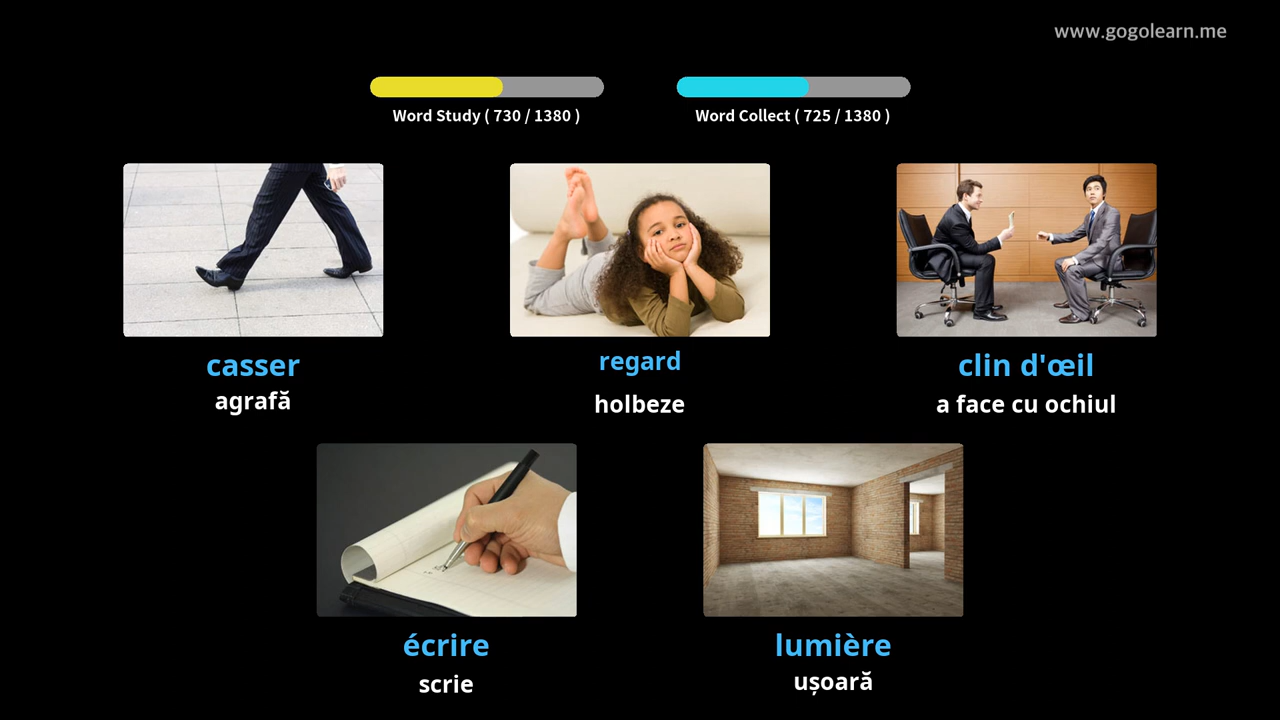 www.gogolearn.me
Word Study ( 730 / 1380 )
Word Collect ( 725 / 1380 )
casser
agrafă
regard
holbeze
clin d'œil
a face cu ochiul
écrire
scrie
lumière
ușoară